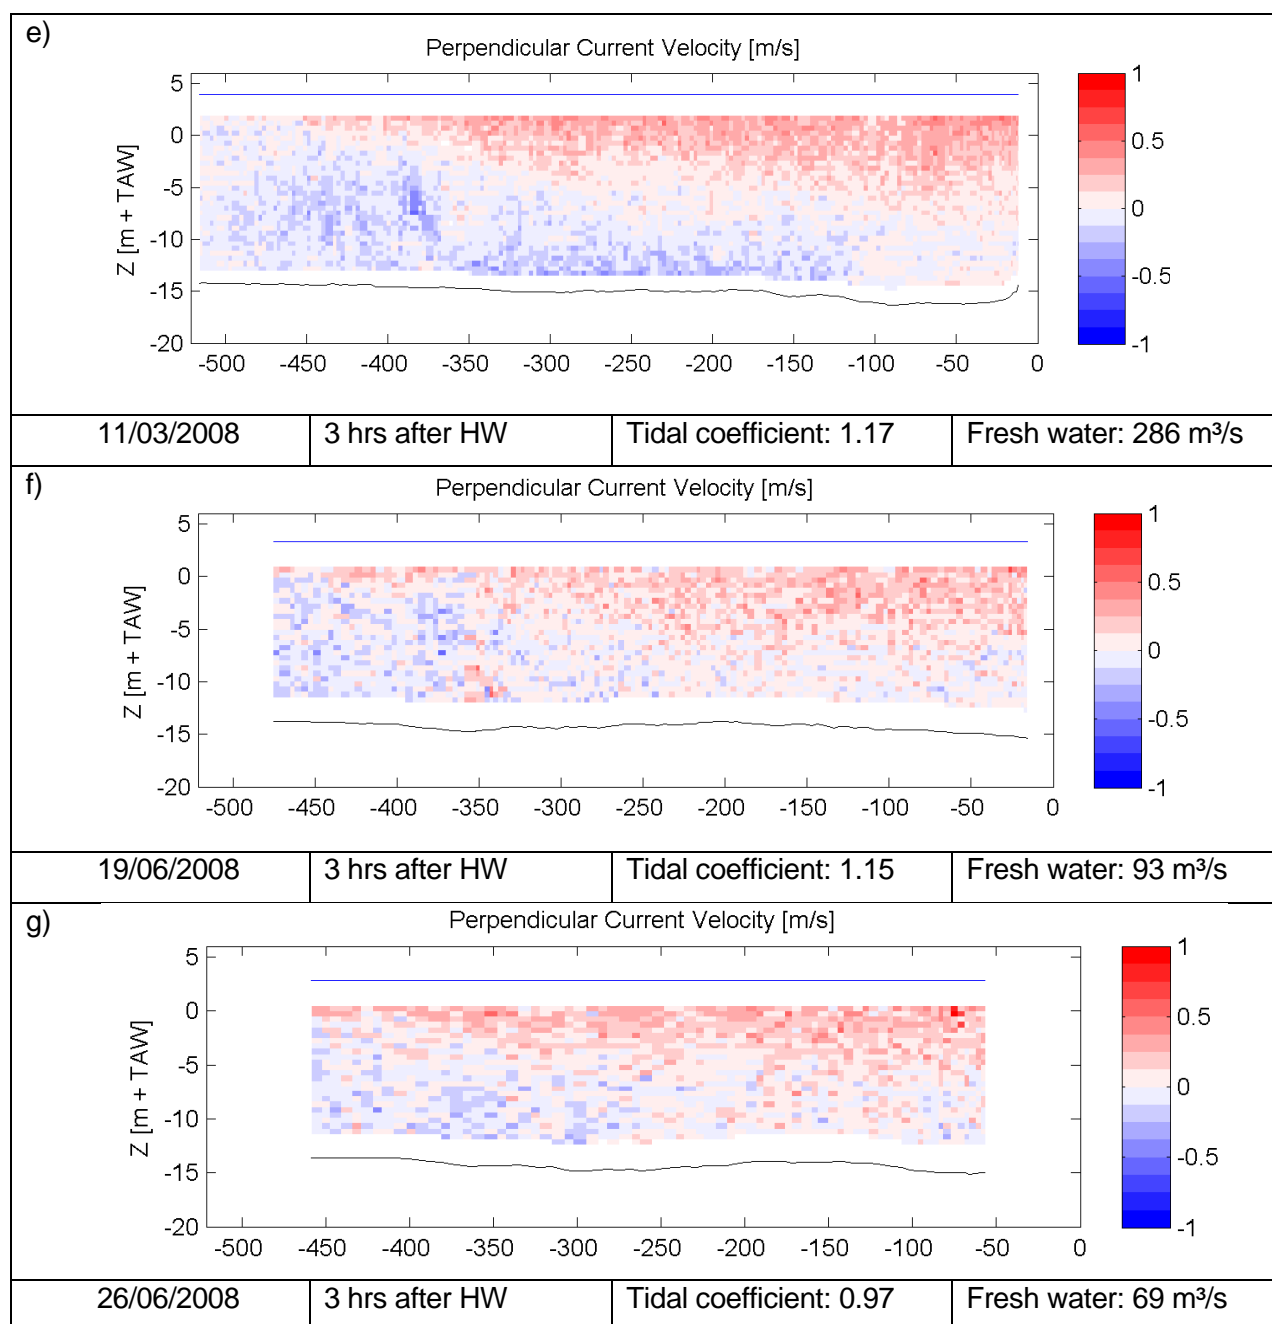 e)
Perpendicular Current Velocity [m/s]
5
0
-5
-10
-15
-20
Z [m + TAW]
-500 -450 -400 -350 -300 -250 -200 -150 -100 -50 0
1
0.5
0
-0.5
-1
11/03/2008 3 hrs after HW Tidal coefficient: 1.17 Fresh water: 286 m³/s
f)
Perpendicular Current Velocity [m/s]
5
0
-5
-10
-15
-20
Z [m + TAW]
-500 -450 -400 -350 -300 -250 -200 -150 -100 -50 0
1
0.5
0
-0.5
-1
19/06/2008 3 hrs after HW Tidal coefficient: 1.15 Fresh water: 93 m³/s
g)
Perpendicular Current Velocity [m/s]
5
0
-5
-10
-15
-20
Z [m + TAW]
-500 -450 -400 -350 -300 -250 -200 -150 -100 -50 0
1
0.5
0
-0.5
-1
26/06/2008 3 hrs after HW Tidal coefficient: 0.97 Fresh water: 69 m³/s